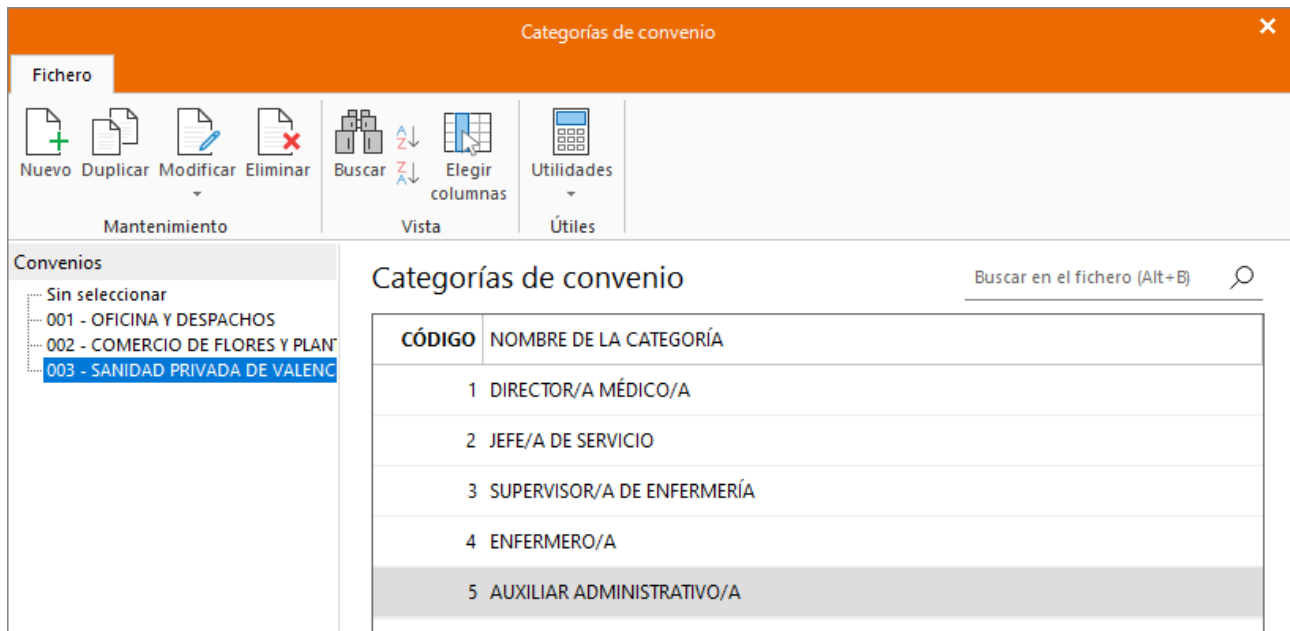 Categorías de convenio
Fichero
Nuevo Duplicar Modificar Eliminar Buscar Elegir columnas Utilidades
Mantenimiento Vista Útiles
Convenios
Sin seleccionar
001 - OFICINA Y DESPACHOS
002 - COMERCIO DE FLORES Y PLANT
003 - SANIDAD PRIVADA DE VALENC
Categorías de convenio
Buscar en el fichero (Alt+B)
CÓDIGO NOMBRE DE LA CATEGORÍA
1 DIRECTOR/A MÉDICO/A
2 JEFE/A DE SERVICIO
3 SUPERVISOR/A DE ENFERMERÍA
4 ENFERMERO/A
5 AUXILIAR ADMINISTRATIVO/A